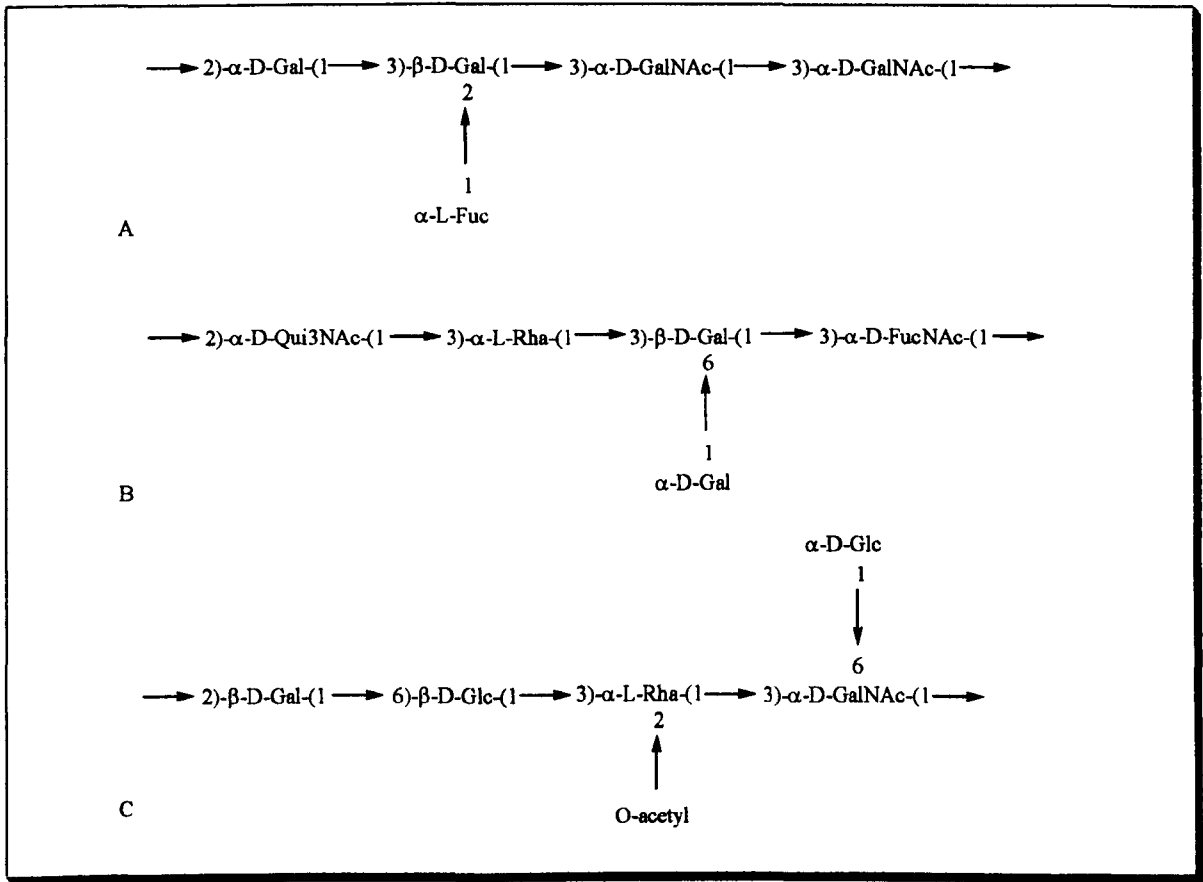 2)-α-D-Gal-(1 3)-β-D-Gal-(1 3)-α-D-GalNAc-(1 3)-α-D-GalNAc-(1
2
1
α-L-Fuc
A
2)-α-D-Qui3NAc-(1 3)-α-L-Rha-(1 3)-β-D-Gal-(1 3)-α-D-FucNAc-(1
6
1
α-D-Gal
B
α-D-Glc
1
6
2)-β-D-Gal-(1 6)-β-D-Glc-(1 3)-α-L-Rha-(1 3)-α-D-GalNAc-(1
2
O-acetyl
C